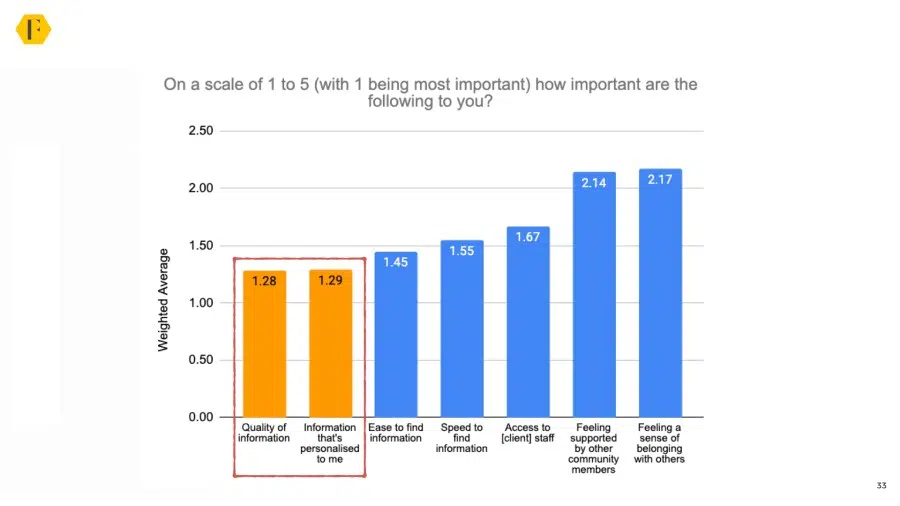 F
On a scale of 1 to 5 (with 1 being most important) how important are the
following to you?
Weighted Average
2.50
2.00
1.50
1.00
0.50
0.00
1.28
1.29
1.45
1.55
1.67
2.14
2.17
Quality of
information
Information
that's
personalised
to me
Ease to find
information
Speed to
find
information
Access to
[client] staff
Feeling
supported
by other
community
members
Feeling a
sense of
belonging
with others
33